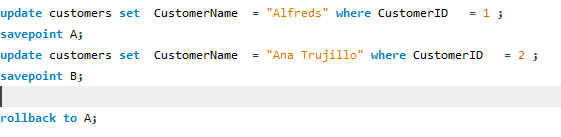 update customers set  CustomerName  = "Alfreds" where CustomerID   = 1 ;
savepoint A;
update customers set  CustomerName  = "Ana Trujillo" where CustomerID   = 2 ;
savepoint B;
rollback to A;